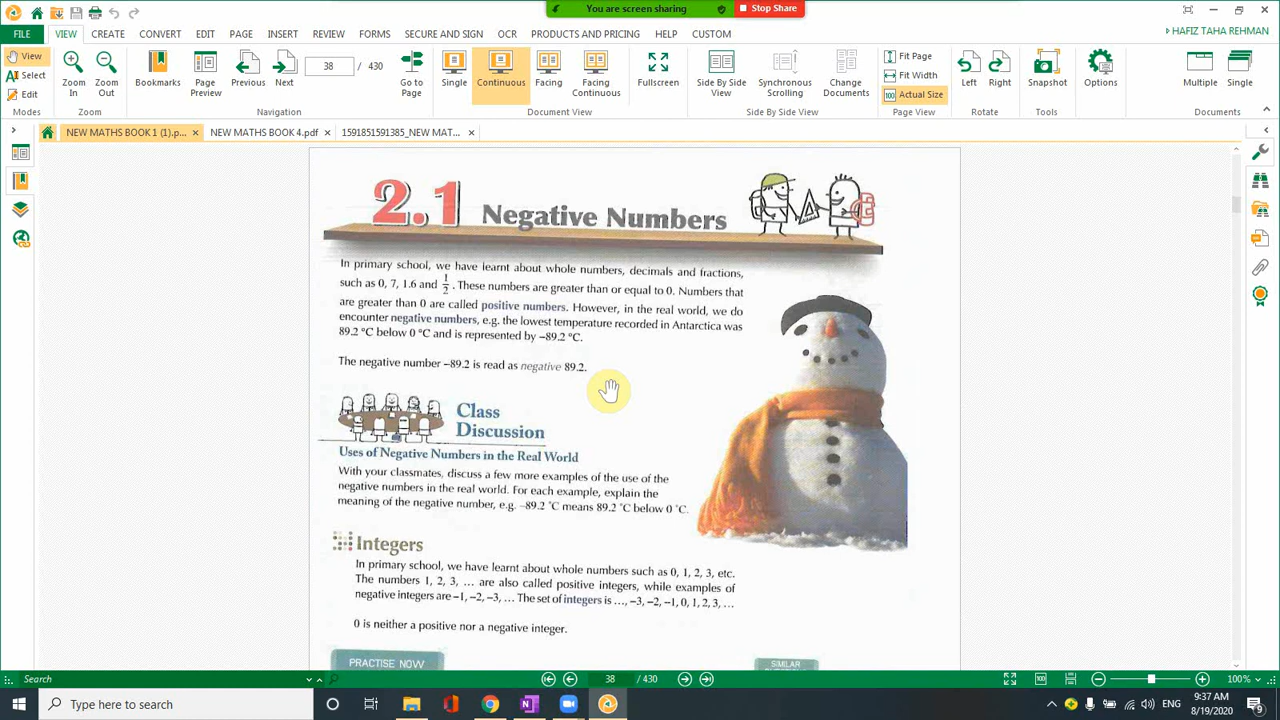 You are screen sharing
Stop Share
FILE VIEW CREATE CONVERT EDIT PAGE INSERT REVIEW FORMS SECURE AND SIGN OCR PRODUCTS AND PRICING HELP CUSTOM
HAFIZ TAHA REHMAN
View
Select
Edit
Modes
Zoom In
Zoom Out
Zoom
Bookmarks
Page Preview
Previous
Next
38 / 430
Go to Page
Navigation
Single
Continuous
Facing
Facing Continuous
Document View
Fullscreen
Side By Side View
Synchronous Scrolling
Change Documents
Side By Side View
Fit Page
Fit Width
100 Actual Size
Page View
Left
Right
Rotate
Snapshot
Tools
Options
Multiple
Single
Documents
NEW MATHS BOOK 1 (1).p...
NEW MATHS BOOK 4.pdf
1591851591385_NEW MAT...
2.1 Negative Numbers
In primary school, we have learnt about whole numbers, decimals and fractions,
such as 0, 7, 1.6 and 1/2. These numbers are greater than or equal to 0. Numbers that
are greater than 0 are called positive numbers. However, in the real world, we do
encounter negative numbers, e.g. the lowest temperature recorded in Antarctica was
89.2 °C below 0 °C and is represented by −89.2 °C.
The negative number −89.2 is read as negative 89.2.
Class
Discussion
Uses of Negative Numbers in the Real World
With your classmates, discuss a few more examples of the use of the
negative numbers in the real world. For each example, explain the
meaning of the negative number, e.g. −89.2 °C means 89.2 °C below 0 °C.
Integers
In primary school, we have learnt about whole numbers such as 0, 1, 2, 3, etc.
The numbers 1, 2, 3, … are also called positive integers, while examples of
negative integers are −1, −2, −3, … The set of integers is …, −3, −2, −1, 0, 1, 2, 3, …
0 is neither a positive nor a negative integer.
PRACTISE NOW
SIMILAR
Search
38 / 430
100%
Type here to search
ENG
9:37 AM
8/19/2020